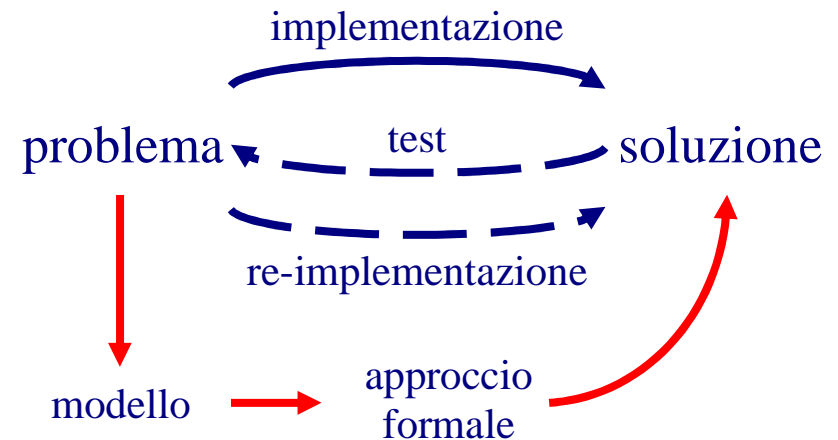 implementazione
problema
test
soluzione
re-implementazione
modello
approccio
formale